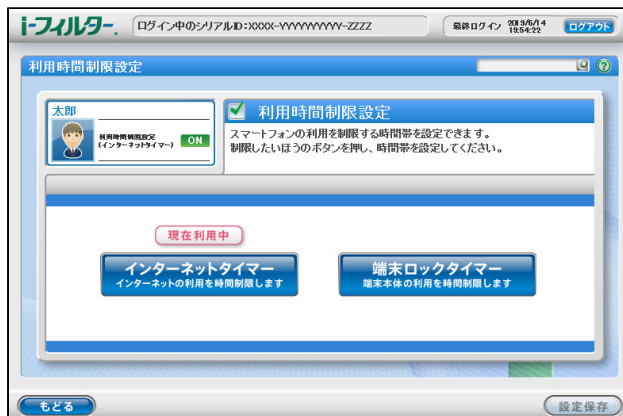 i-フィルター.
ログイン中のシリアルID:XXXX-YYYYYYYYY-ZZZZ
最終ログイン 2019/6/14 19:54:22
ログアウト
利用時間制限設定
?
太郎
利用時間制限設定
(インターネットタイマー)
ON
利用時間制限設定
スマートフォンの利用を制限する時間帯を設定できます。
制限したいほうのボタンを押し、時間帯を設定してください。
現在利用中
インターネットタイマー
インターネットの利用を時間制限します
端末ロックタイマー
端末本体の利用を時間制限します
もどる
設定保存